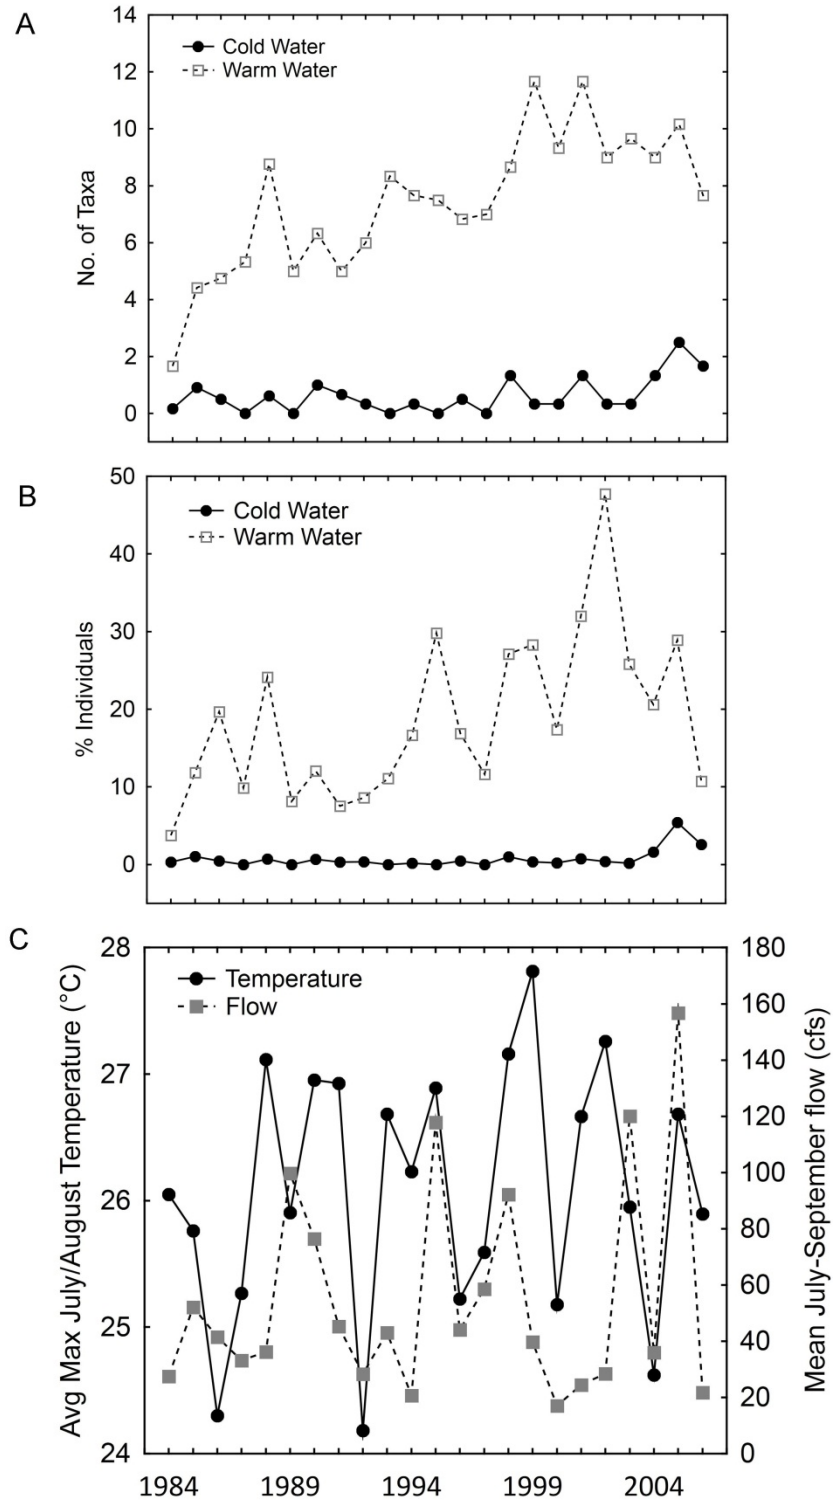 A
14
12
10
8
6
4
2
0
No. of Taxa
Cold Water
Warm Water
B
50
40
30
20
10
0
% Individuals
Cold Water
Warm Water
C
28
27
26
25
24
Avg Max July/August Temperature (°C)
Temperature
Flow
180
160
140
120
100
80
60
40
20
0
Mean July-September flow (cfs)
1984 1989 1994 1999 2004